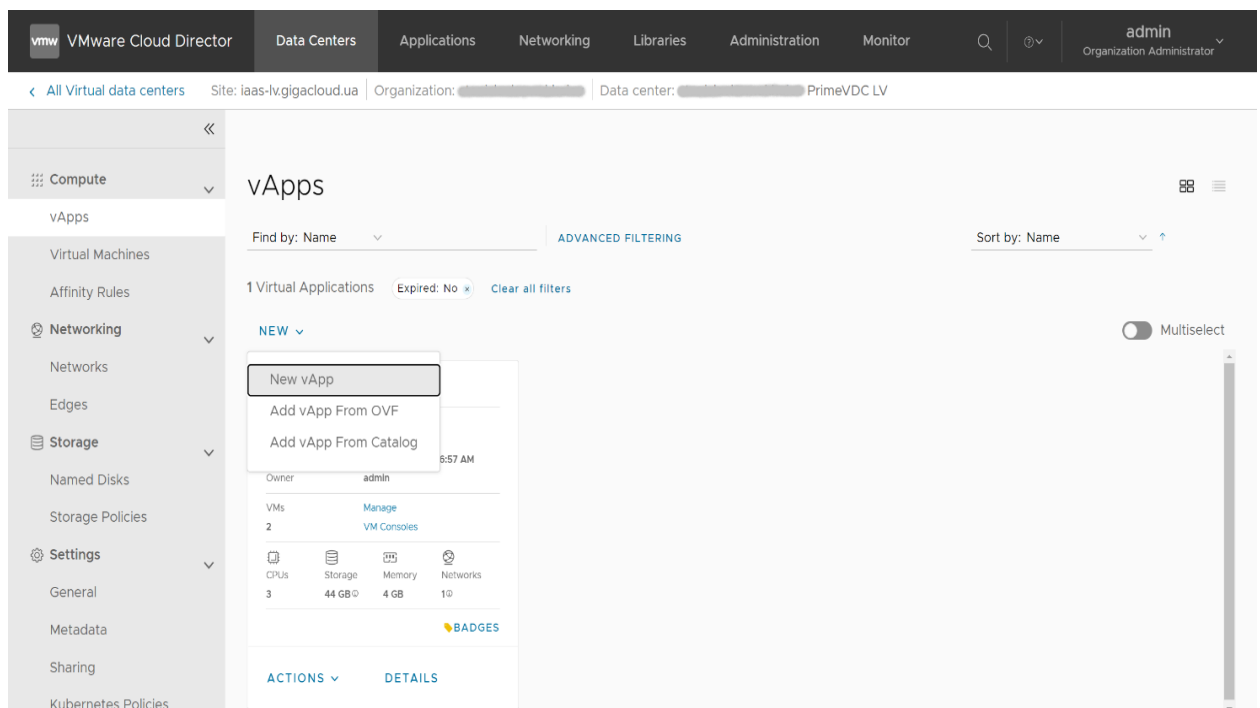 vmw VMware Cloud Director Data Centers Applications Networking Libraries Administration Monitor admin
Organization Administrator
All Virtual data centers Site: iaas-lv.gigacloud.ua Organization: Data center: PrimeVDC LV
Compute
vApps
Virtual Machines
Affinity Rules
Networking
Networks
Edges
Storage
Named Disks
Storage Policies
Settings
General
Metadata
Sharing
Kubernetes Policies
vApps
Find by: Name ADVANCED FILTERING Sort by: Name
1 Virtual Applications Expired: No × Clear all filters
NEW Multiselect
New vApp
Add vApp From OVF
Add vApp From Catalog
6:57 AM
Owner admin
VMs Manage
2 VM Consoles
CPUs Storage Memory Networks
3 44 GB 4 GB 1
BADGES
ACTIONS DETAILS